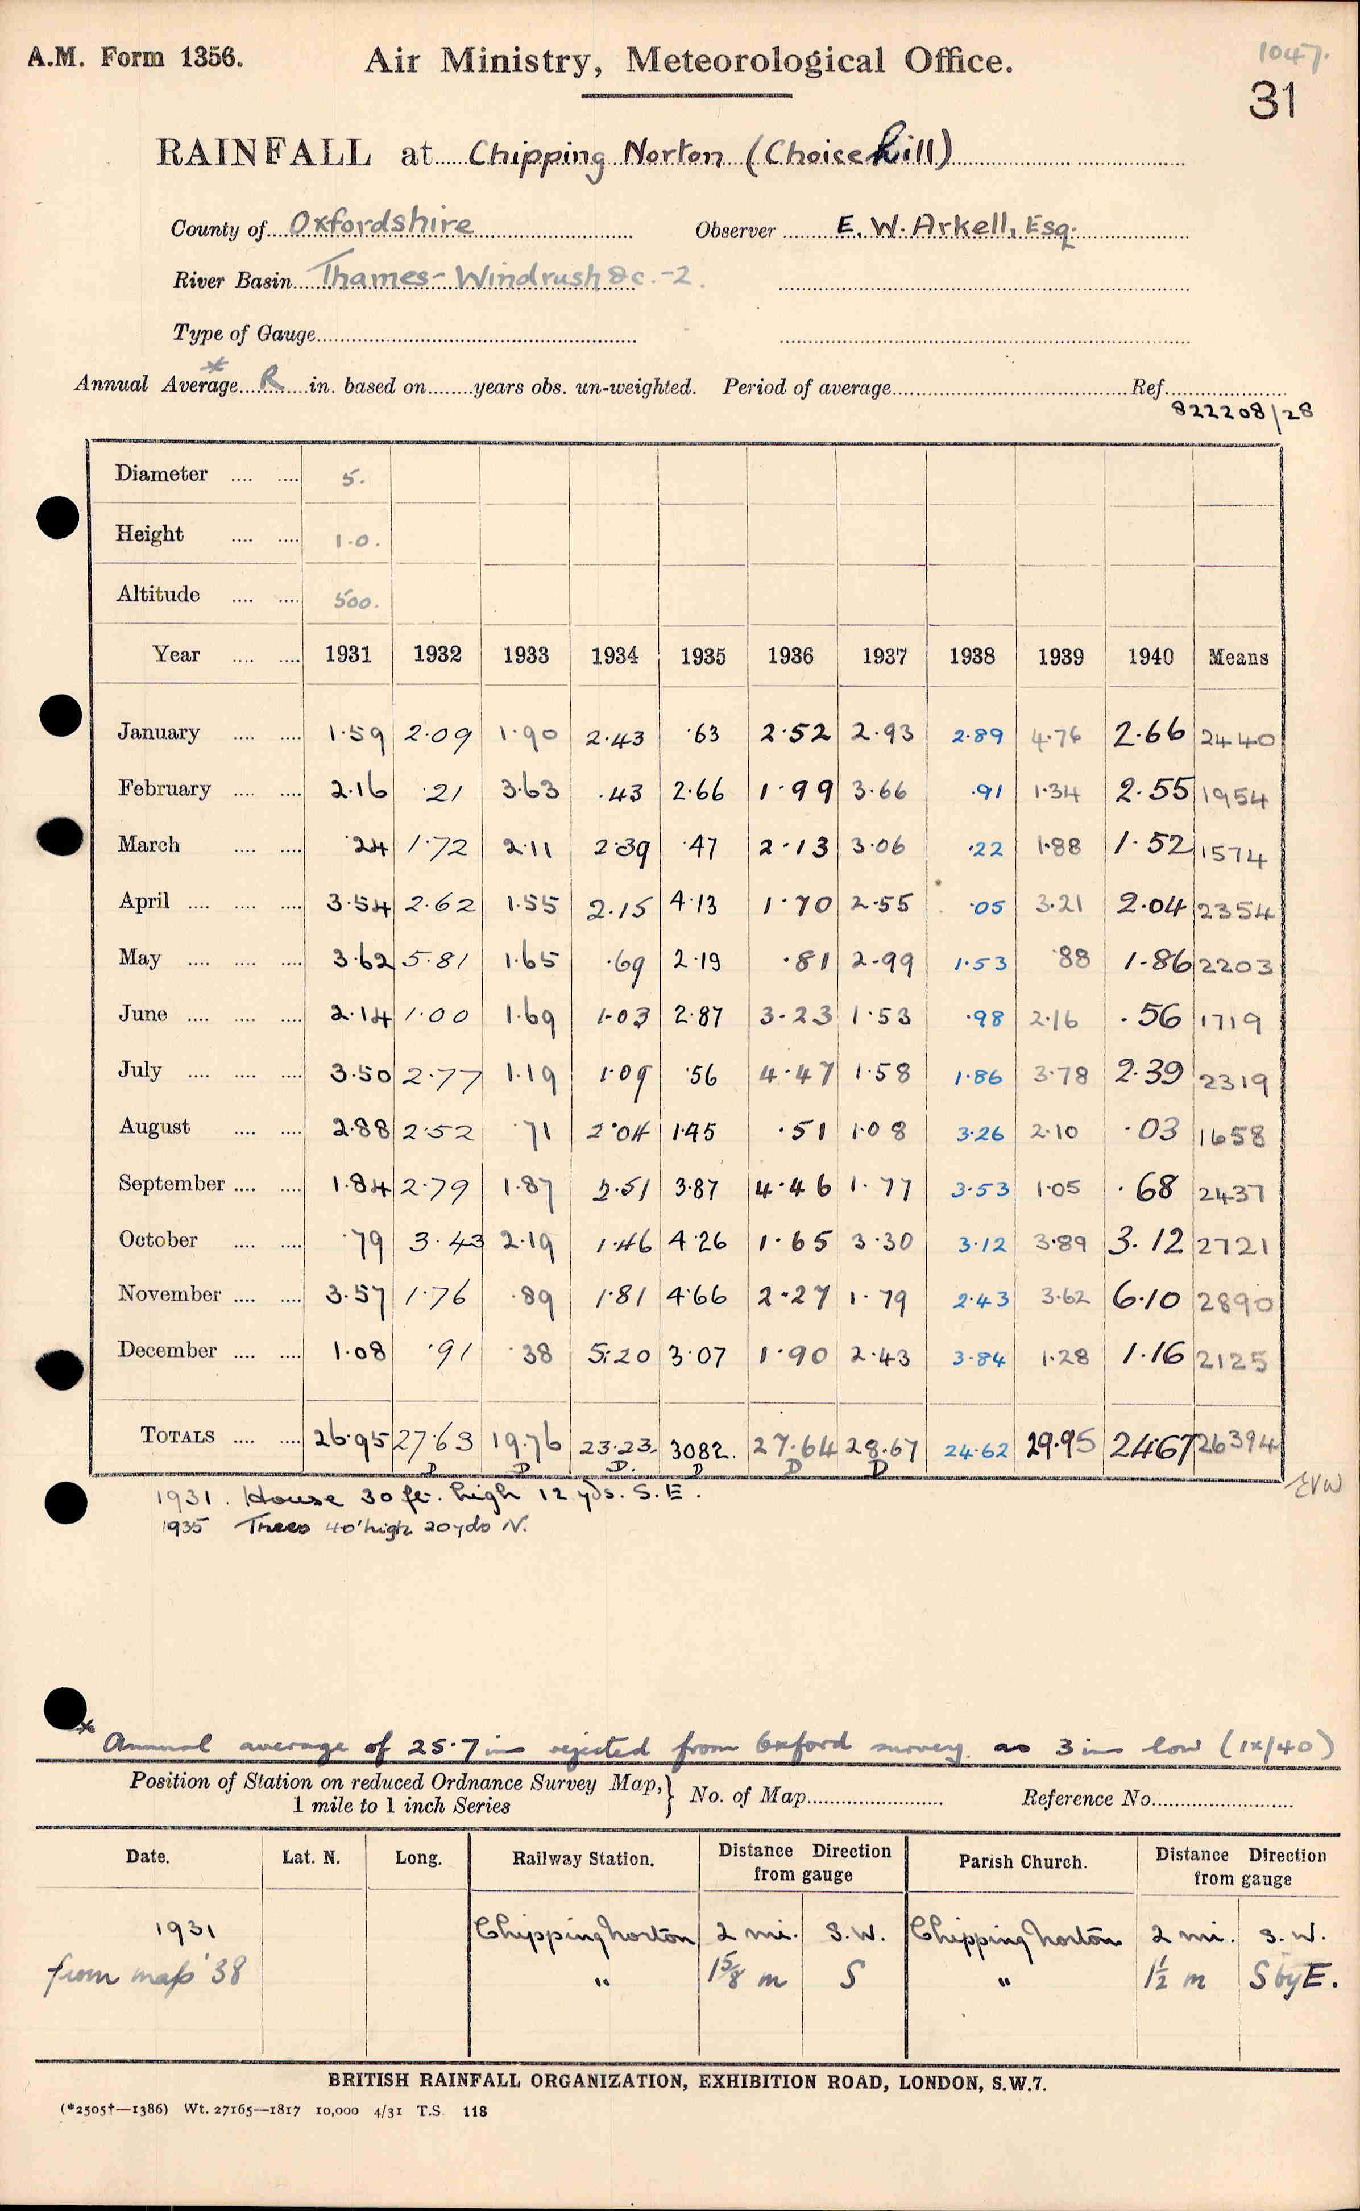 A.M. Form 1356.
Air Ministry, Meteorological Office.
1047.
31
RAINFALL at Chipping Norton (Choice hill)
County of Oxfordshire Observer E. W. Arkell, Esq.
River Basin Thames - Windrush &c. - 2.
Type of Gauge
*
Annual Average R in. based on years obs. un-weighted. Period of average Ref.
822208/28
Diameter 5.
Height 1.0.
Altitude 500.
Year 1931 1932 1933 1934 1935 1936 1937 1938 1939 1940 Means
January 1.59 2.09 1.90 2.43 .63 2.52 2.93 2.89 4.76 2.66 2440
February 2.16 .21 3.63 .43 2.66 1.99 3.66 .91 1.34 2.55 1954
March .24 1.72 2.11 2.39 .47 2.13 3.06 .22 1.88 1.52 1574
April 3.54 2.62 1.55 2.15 4.13 1.70 2.55 .05 3.21 2.04 2354
May 3.62 5.81 1.65 .69 2.19 .81 2.99 1.53 .88 1.86 2203
June 2.14 1.00 1.69 1.03 2.87 3.23 1.53 .98 2.16 .56 1719
July 3.50 2.77 1.19 1.09 .56 4.47 1.58 1.86 3.78 2.39 2319
August 2.88 2.52 .71 2.04 1.45 .51 1.08 3.26 2.10 .03 1658
September 1.84 2.79 1.87 2.51 3.87 4.46 1.77 3.53 1.05 .68 2437
October .79 3.43 2.19 1.46 4.26 1.65 3.30 3.12 3.89 3.12 2721
November 3.57 1.76 .89 1.81 4.66 2.27 1.79 2.43 3.62 6.10 2890
December 1.08 .91 .38 5.20 3.07 1.90 2.43 3.84 1.28 1.16 2125
TOTALS 26.95 27.63 19.76 23.23 3082. 27.64 28.67 24.62 29.95 24.67 26394
D D D. D D D
1931. House 30 ft. high 12 yds. S.E.
1935 Trees 40' high 20 yds N.
* Annual average of 25.7 ins rejected from Oxford survey as 3 ins low (1x/40)
Position of Station on reduced Ordnance Survey Map, } No. of Map Reference No.
1 mile to 1 inch Series
Date. Lat. N. Long. Railway Station. Distance Direction from gauge Parish Church. Distance Direction from gauge
1931 Chipping Norton 2 mi. S.W. Chipping Norton 2 mi. S.W.
from map '38 " 1 5/8 m S " 1 1/2 m S by E.
BRITISH RAINFALL ORGANIZATION, EXHIBITION ROAD, LONDON, S.W.7.
(*2505†—1386) Wt. 27165—1817 10,000 4/31 T.S. 118